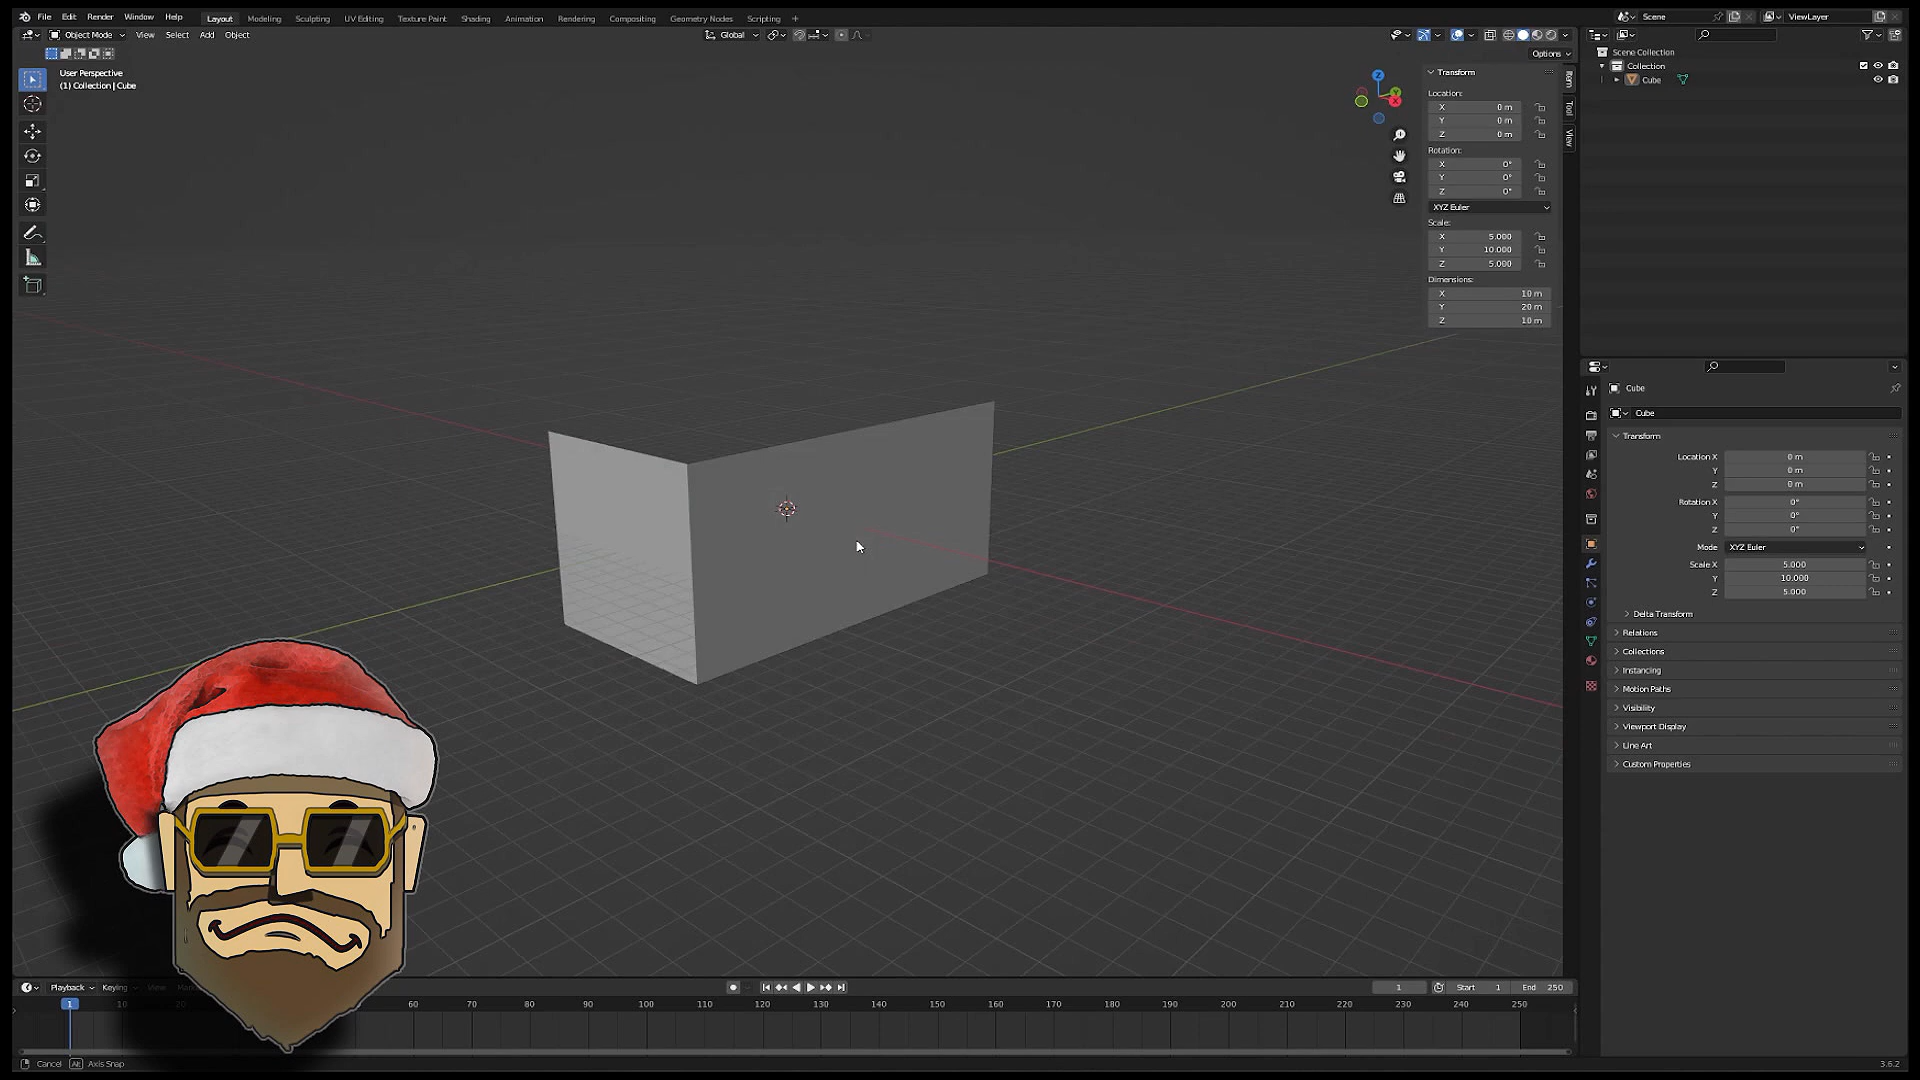 File Edit Render Window Help Layout Modeling Sculpting UV Editing Texture Paint Shading Animation Rendering Compositing Geometry Nodes Scripting + Scene ViewLayer
Object Mode View Select Add Object Global
Options
User Perspective
(1) Collection | Cube
Transform
Location:
X 0 m
Y 0 m
Z 0 m
Rotation:
X 0°
Y 0°
Z 0°
XYZ Euler
Scale:
X 5.000
Y 10.000
Z 5.000
Dimensions:
X 10 m
Y 20 m
Z 10 m
Item
Tool
View
Z
Y
X
Scene Collection
Collection
Cube
Cube
Cube
Transform
Location X 0 m
Y 0 m
Z 0 m
Rotation X 0°
Y 0°
Z 0°
Mode XYZ Euler
Scale X 5.000
Y 10.000
Z 5.000
Delta Transform
Relations
Collections
Instancing
Motion Paths
Visibility
Viewport Display
Line Art
Custom Properties
Playback Keying View 1 Start 1 End 250
1 10 60 70 80 90 100 110 120 130 140 150 160 170 180 190 200 210 220 230 240 250
Cancel Alt Axis Snap 3.6.2